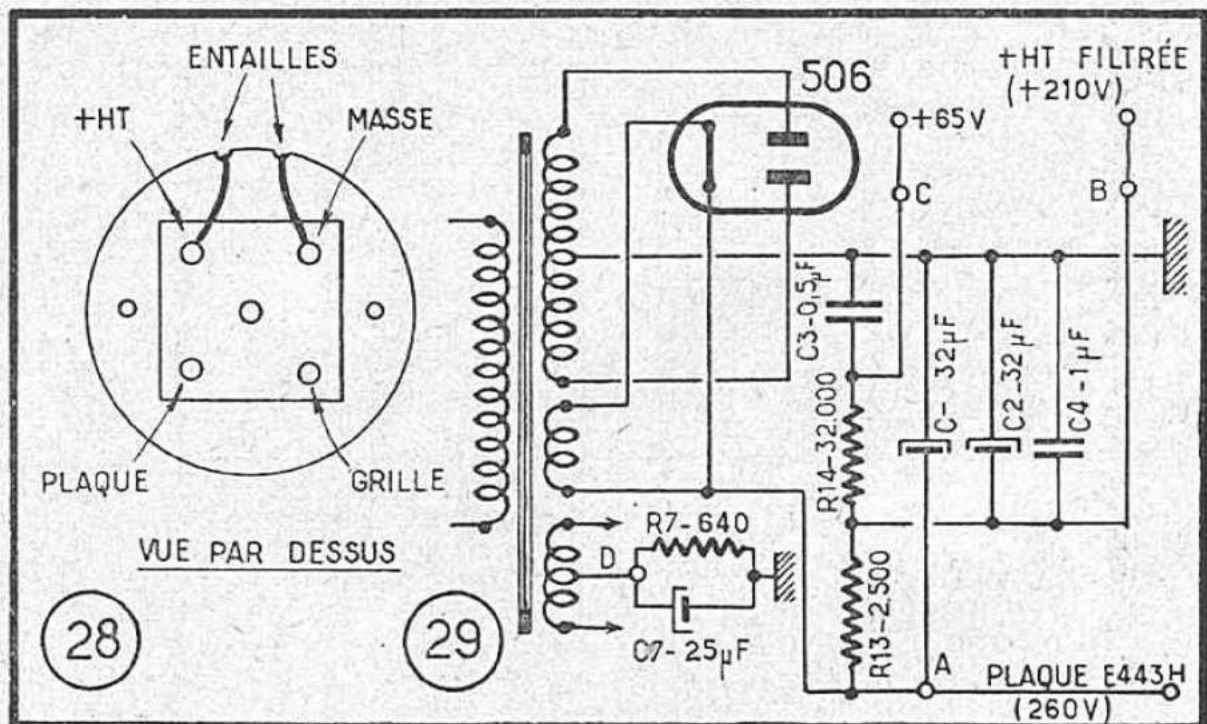 ENTAILLES
+HT
MASSE
PLAQUE
GRILLE
VUE PAR DESSUS
28
29
506
+65V
C
+HT FILTRÉE
(+210V)
B
C3-0,5µF
R14-32.000
C-32µF
C2-32µF
C4-1µF
R7-640
D
C7-25µF
R13-2.500
A
PLAQUE E443H
(260V)